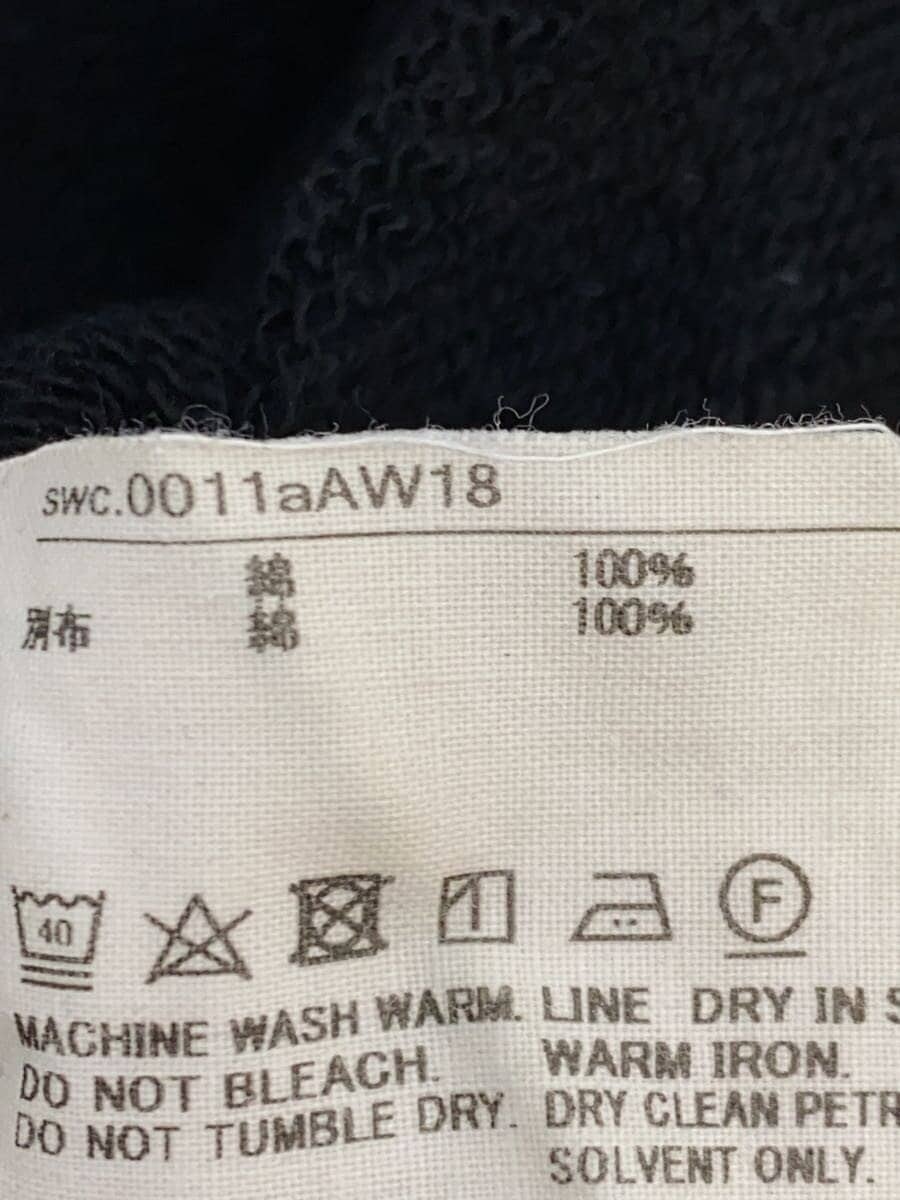 SWC.0011aAW18
綿 100%
別布 綿 100%
40
F
MACHINE WASH WARM.
DO NOT BLEACH.
DO NOT TUMBLE DRY.
LINE DRY IN S
WARM IRON.
DRY CLEAN PETR
SOLVENT ONLY.